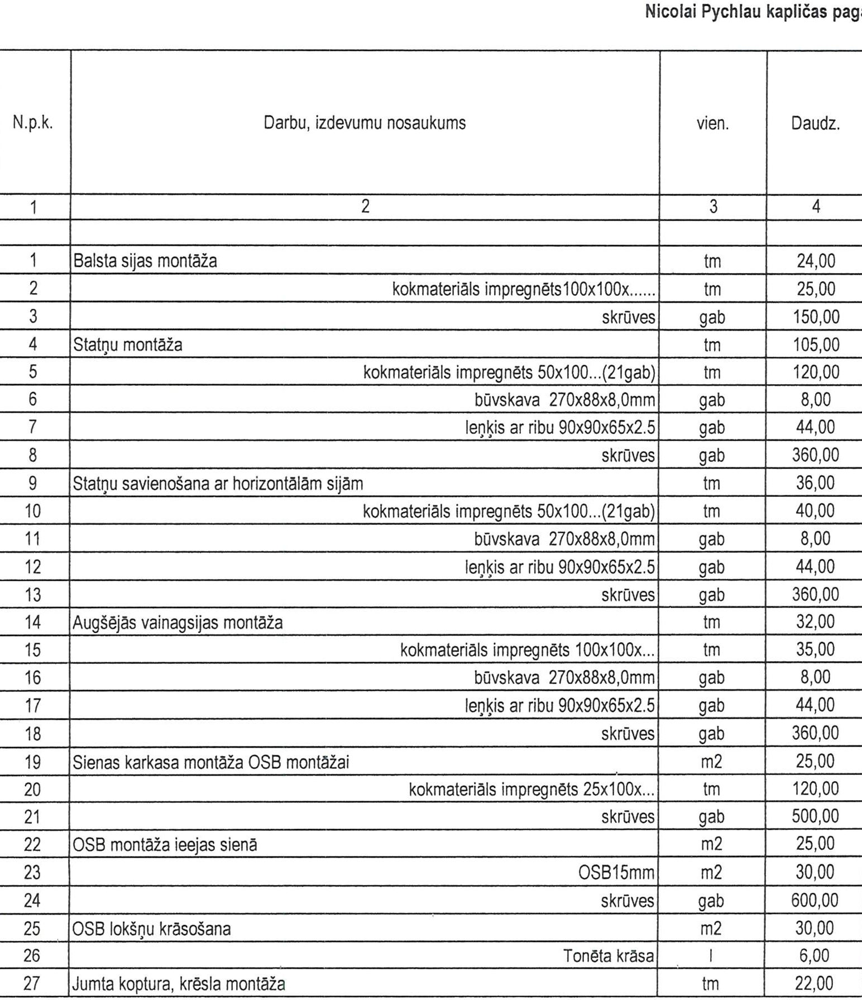 Nicolai Pychlau kapličas
N.p.k. Darbu, izdevumu nosaukums vien. Daudz.
1 2 3 4
1 Balsta sijas montāža tm 24,00
2 kokmateriāls impregnēts100x100x...... tm 25,00
3 skrūves gab 150,00
4 Statņu montāža tm 105,00
5 kokmateriāls impregnēts 50x100...(21gab) tm 120,00
6 būvskava 270x88x8,0mm gab 8,00
7 leņķis ar ribu 90x90x65x2.5 gab 44,00
8 skrūves gab 360,00
9 Statņu savienošana ar horizontālām sijām tm 36,00
10 kokmateriāls impregnēts 50x100...(21gab) tm 40,00
11 būvskava 270x88x8,0mm gab 8,00
12 leņķis ar ribu 90x90x65x2.5 gab 44,00
13 skrūves gab 360,00
14 Augšējās vainagsijas montāža tm 32,00
15 kokmateriāls impregnēts 100x100x... tm 35,00
16 būvskava 270x88x8,0mm gab 8,00
17 leņķis ar ribu 90x90x65x2.5 gab 44,00
18 skrūves gab 360,00
19 Sienas karkasa montāža OSB montāžai m2 25,00
20 kokmateriāls impregnēts 25x100x... tm 120,00
21 skrūves gab 500,00
22 OSB montāža ieejas sienā m2 25,00
23 OSB15mm m2 30,00
24 skrūves gab 600,00
25 OSB lokšņu krāsošana m2 30,00
26 Tonēta krāsa l 6,00
27 Jumta koptura, krēsla montāža tm 22,00